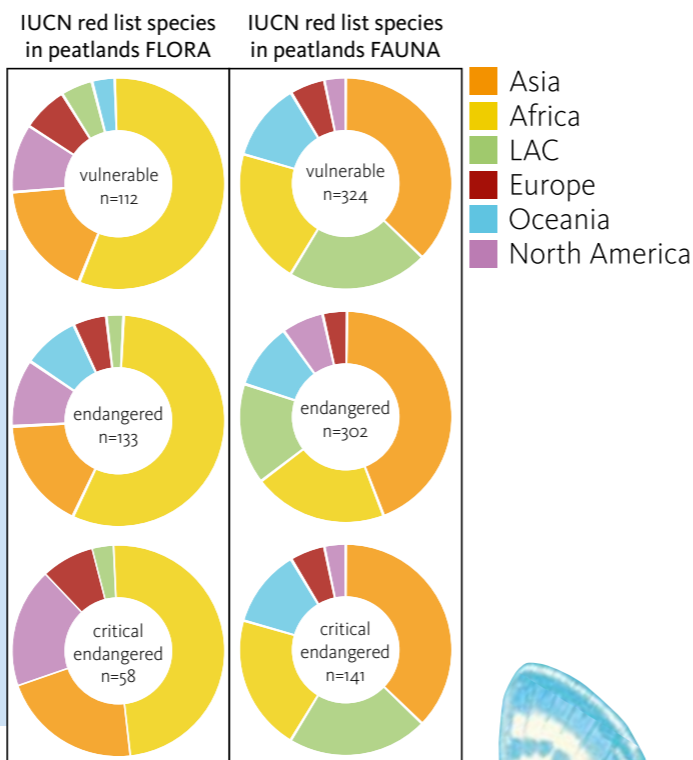 IUCN red list species
in peatlands FLORA
IUCN red list species
in peatlands FAUNA
vulnerable
n=112
vulnerable
n=324
endangered
n=133
endangered
n=302
critical
endangered
n=58
critical
endangered
n=141
Asia
Africa
LAC
Europe
Oceania
North America